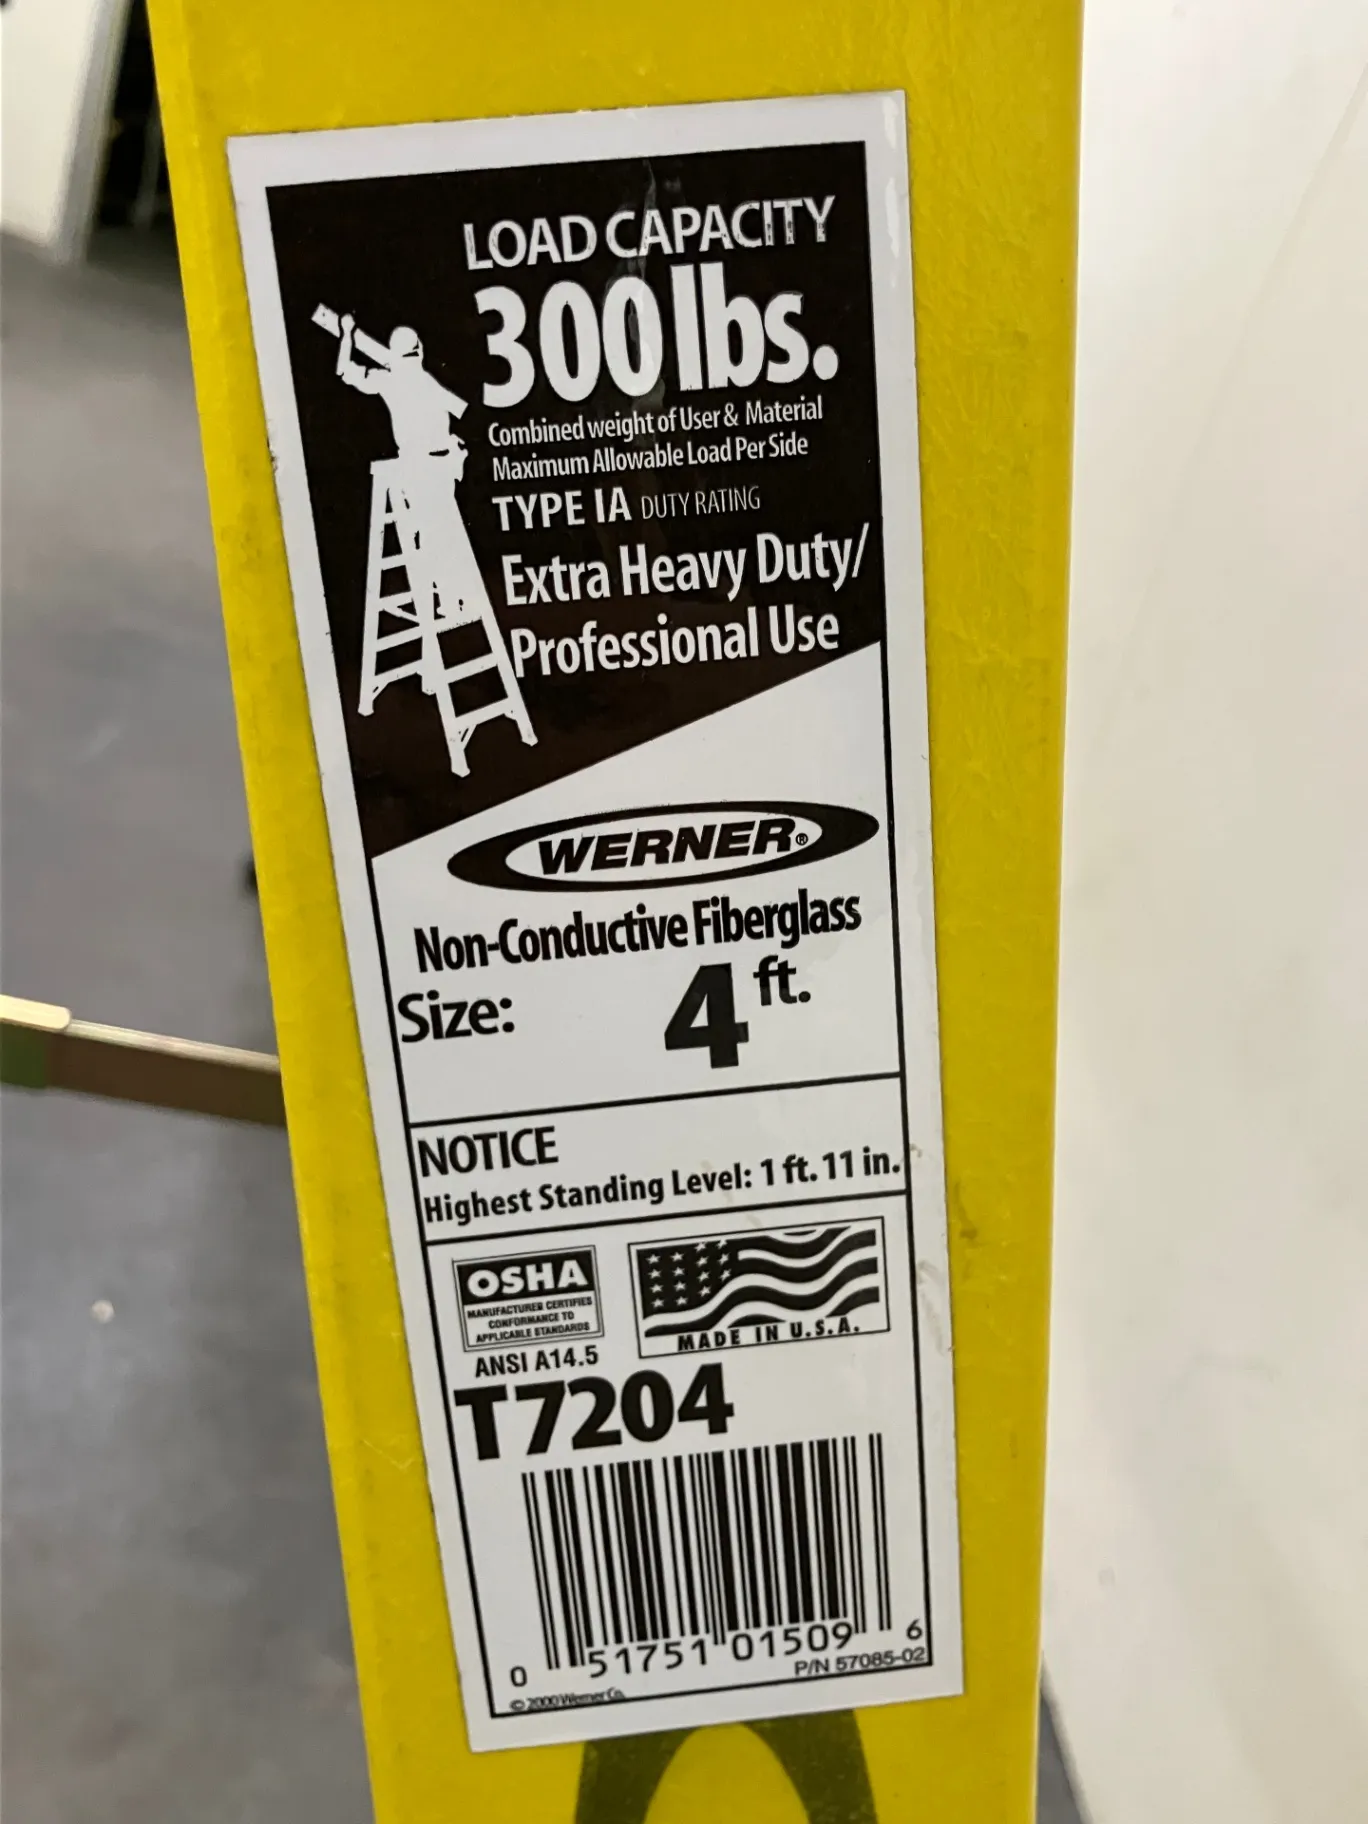 LOAD CAPACITY
300 lbs.
Combined weight of User & Material
Maximum Allowable Load Per Side
TYPE IA DUTY RATING
Extra Heavy Duty/
Professional Use
WERNER®
Non-Conductive Fiberglass
Size: 4 ft.
NOTICE
Highest Standing Level: 1 ft. 11 in.
OSHA
MANUFACTURER CERTIFIES
CONFORMANCE TO
APPLICABLE STANDARDS
ANSI A14.5
MADE IN U.S.A.
T7204
0 51751 01509 6
P/N 57085-02
© 2000 Werner Co.